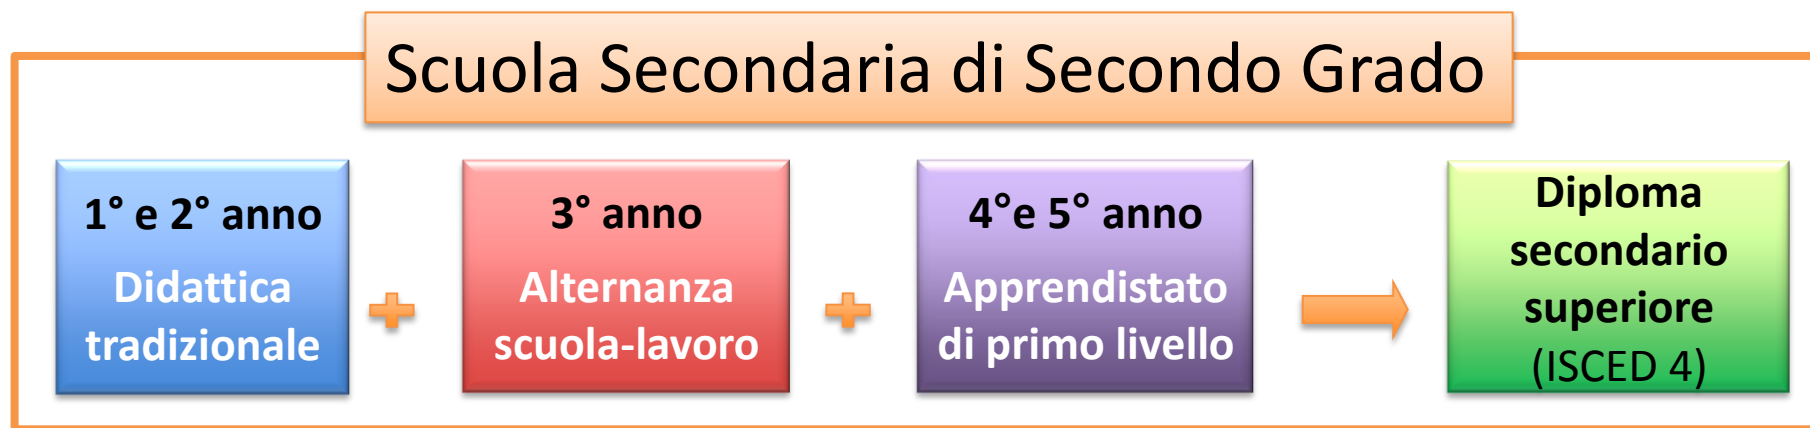 Scuola Secondaria di Secondo Grado
1° e 2° anno
Didattica
tradizionale
3° anno
Alternanza
scuola-lavoro
4°e 5° anno
Apprendistato
di primo livello
Diploma
secondario
superiore
(ISCED 4)